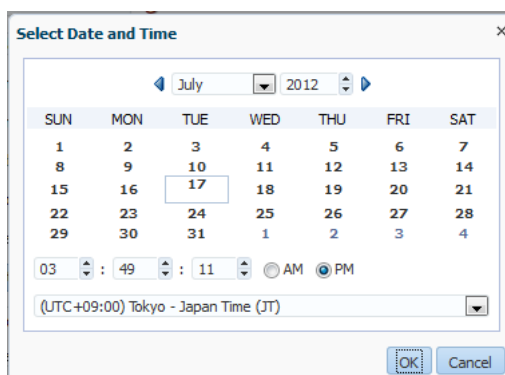 Select Date and Time
July 2012
SUN MON TUE WED THU FRI SAT
1 2 3 4 5 6 7
8 9 10 11 12 13 14
15 16 17 18 19 20 21
22 23 24 25 26 27 28
29 30 31 1 2 3 4
03 : 49 : 11 AM PM
(UTC+09:00) Tokyo - Japan Time (JT)
OK Cancel